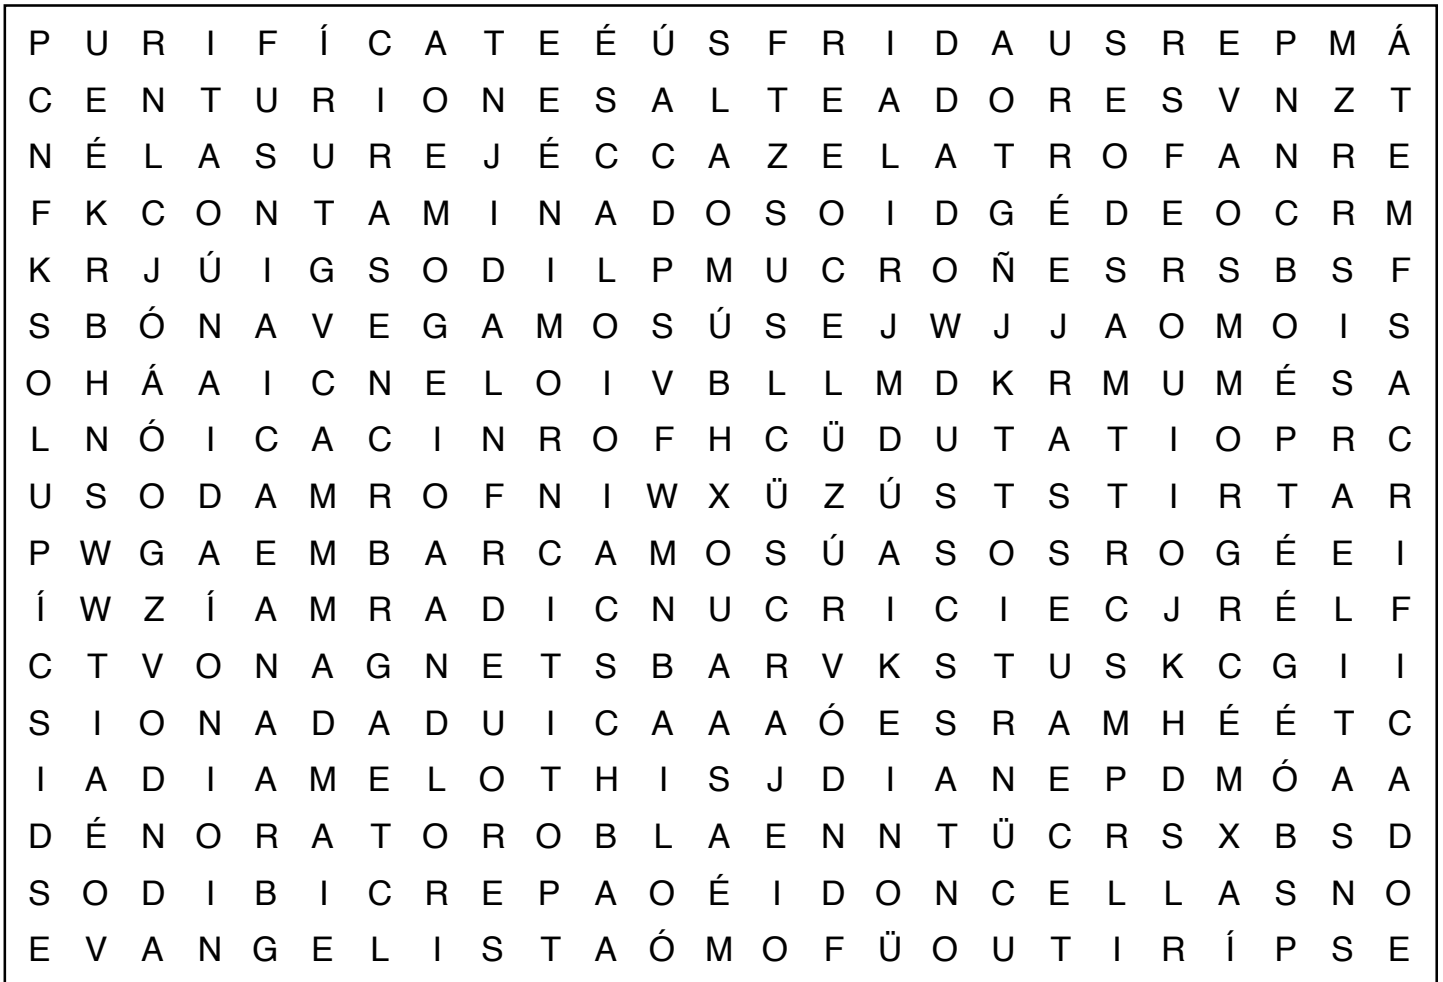 P U R I F Í C A T E É Ú S F R I D A U S R E P M Á
C E N T U R I O N E S A L T E A D O R E S V N Z T
N É L A S U R E J É C C A Z E L A T R O F A N R E
F K C O N T A M I N A D O S O I D G É D E O C R M
K R J Ú I G S O D I L P M U C R O Ñ E S R S B S F
S B Ó N A V E G A M O S Ú S E J W J J A O M O I S
O H Á A I C N E L O I V B L L M D K R M U M É S A
L N Ó I C A C I N R O F H C Ü D U T A T I O P R C
U S O D A M R O F N I W X Ü Z Ú S T S T I R T A R
P W G A E M B A R C A M O S Ú A S O S R O G É E I
Í W Z Í A M R A D I C N U C R I C I E C J R É L F
C T V O N A G N E T S B A R V K S T U S K C G I I
S I O N A D A D U I C A A A Ó E S R A M H É É T C
I A D I A M E L O T H I S J D I A N E P D M Ó A A
D É N O R A T O R O B L A E N N T Ü C R S X B S D
S O D I B I C R E P A O É I D O N C E L L A S N O
E V A N G E L I S T A Ó M O F Ü O U T I R Í P S E